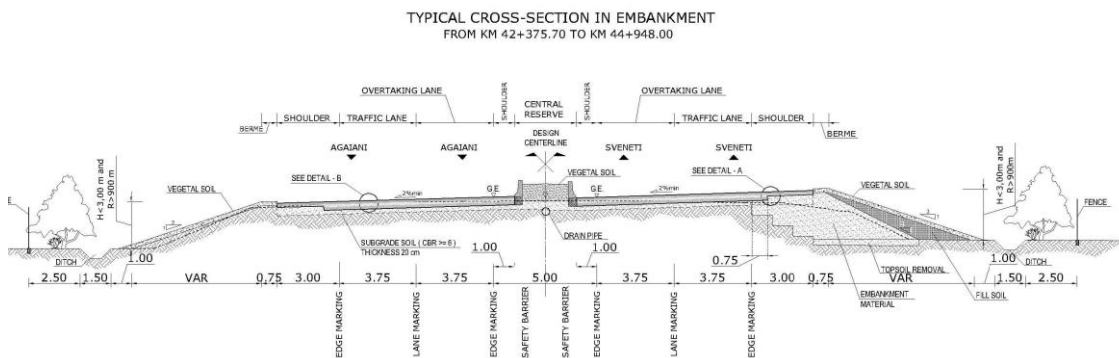 TYPICAL CROSS-SECTION IN EMBANKMENT
FROM KM 42+375.70 TO KM 44+948.00
OVERTAKING LANE
SHOULDER
CENTRAL
RESERVE
SHOULDER
OVERTAKING LANE
BERME
SHOULDER
TRAFFIC LANE
TRAFFIC LANE
SHOULDER
BERME
AGAIANI
AGAIANI
DESIGN
CENTERLINE
SVENETI
SVENETI
H<3,00 m and
R>900 m
VEGETAL SOIL
SEE DETAIL - B
2%min
G.E.
VEGETAL SOIL
G.E.
2%min
SEE DETAIL - A
VEGETAL SOIL
H<3,00m and
R>900m
FENCE
SUBGRADE SOIL ( CBR >= 6 )
THICKNESS 20 cm
DRAIN PIPE
DITCH
1.00
1.00
1.00
0.75
TOPSOIL REMOVAL
1.00
DITCH
2.50
1.50
VAR
0.75
3.00
3.75
3.75
5.00
3.75
3.75
3.00
0.75
VAR
1.50
2.50
EMBANKMENT
MATERIAL
FILL SOIL
EDGE MARKING
LANE MARKING
EDGE MARKING
SAFETY BARRIER
SAFETY BARRIER
EDGE MARKING
LANE MARKING
EDGE MARKING